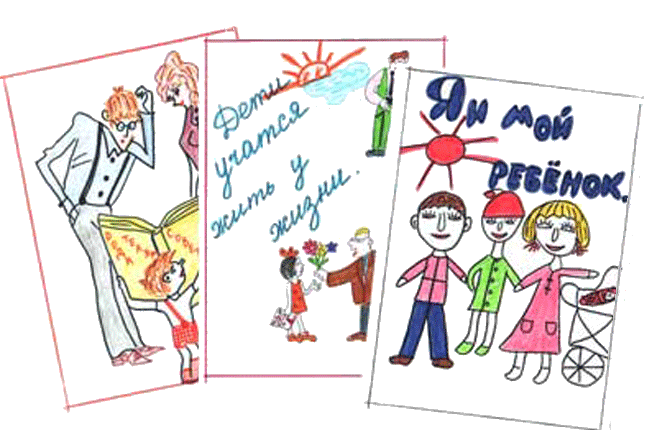 Дети
учатся
жить у
жизни.
Я и мой
РЕБЁНОК.